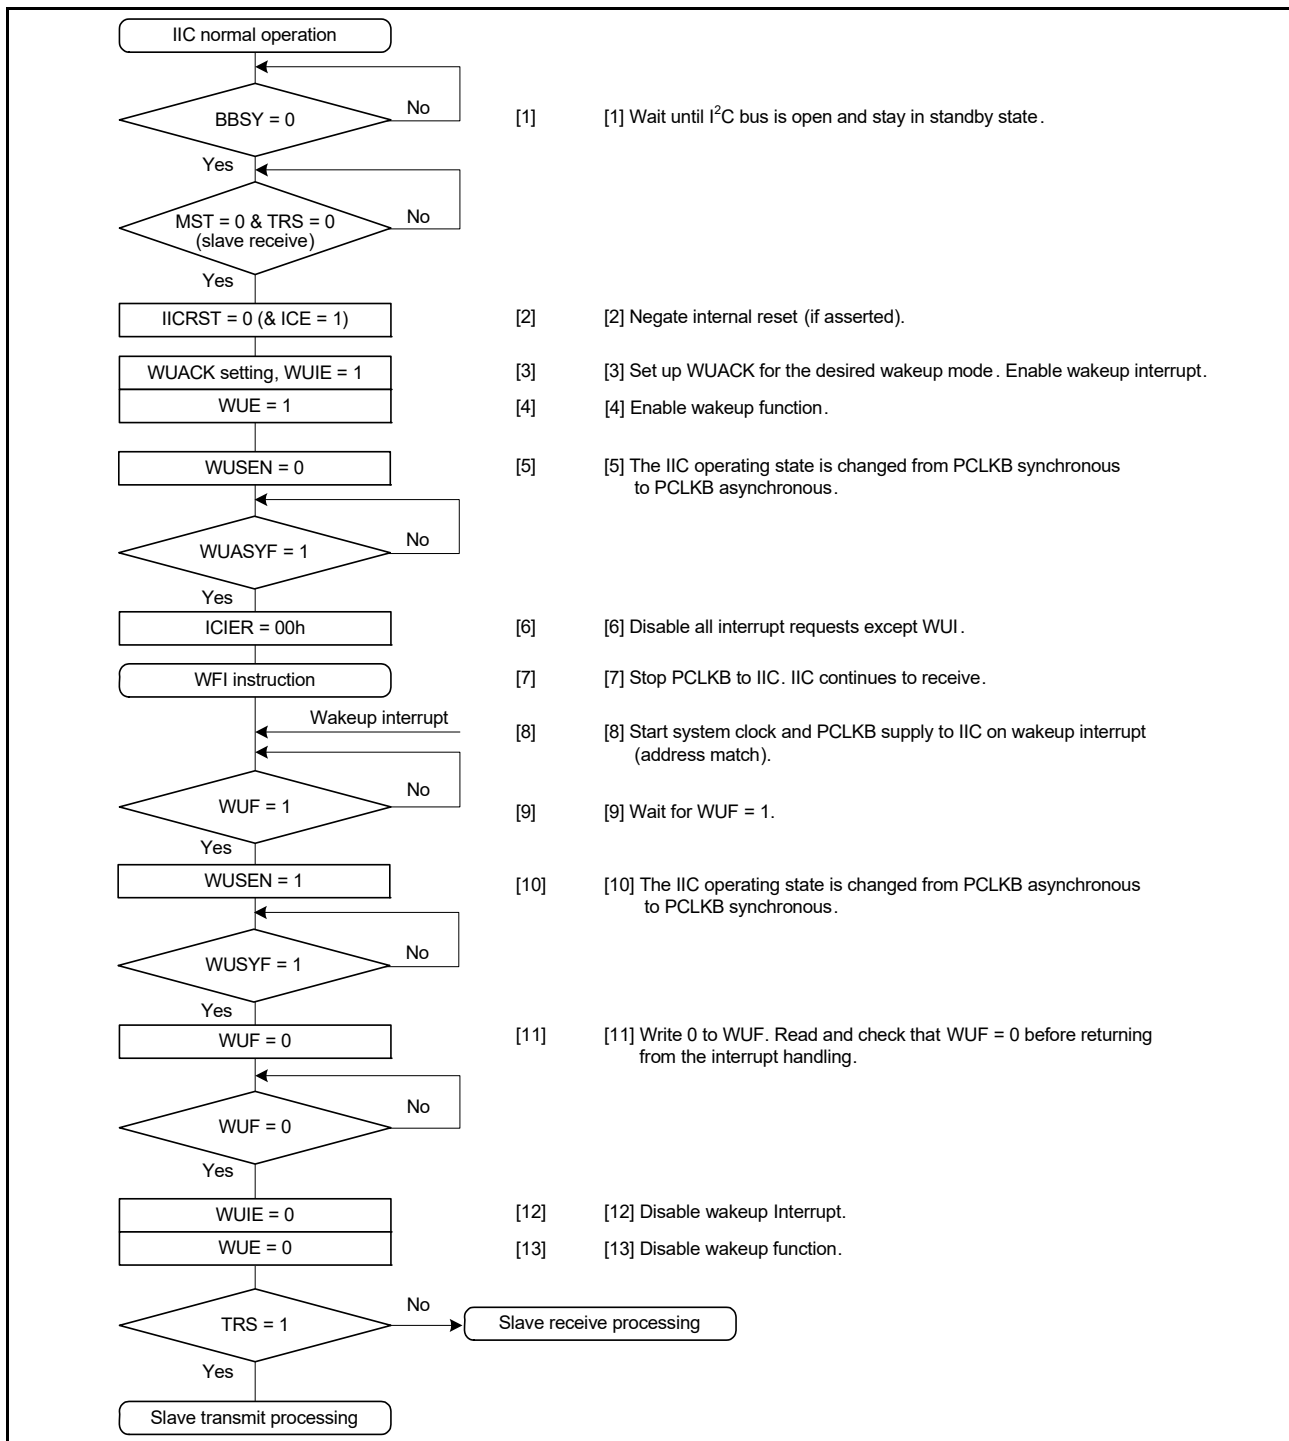 IIC normal operation
No
BBSY = 0
[1] [1] Wait until I²C bus is open and stay in standby state.
Yes
MST = 0 & TRS = 0
(slave receive)
No
Yes
IICRST = 0 (& ICE = 1)
[2] [2] Negate internal reset (if asserted).
WUACK setting, WUIE = 1
[3] [3] Set up WUACK for the desired wakeup mode. Enable wakeup interrupt.
WUE = 1
[4] [4] Enable wakeup function.
WUSEN = 0
[5] [5] The IIC operating state is changed from PCLKB synchronous
to PCLKB asynchronous.
No
WUASYF = 1
Yes
ICIER = 00h
[6] [6] Disable all interrupt requests except WUI.
WFI instruction
[7] [7] Stop PCLKB to IIC. IIC continues to receive.
Wakeup interrupt
[8] [8] Start system clock and PCLKB supply to IIC on wakeup interrupt
(address match).
No
WUF = 1
[9] [9] Wait for WUF = 1.
Yes
WUSEN = 1
[10] [10] The IIC operating state is changed from PCLKB asynchronous
to PCLKB synchronous.
No
WUSYF = 1
Yes
WUF = 0
[11] [11] Write 0 to WUF. Read and check that WUF = 0 before returning
from the interrupt handling.
No
WUF = 0
Yes
WUIE = 0
[12] [12] Disable wakeup Interrupt.
WUE = 0
[13] [13] Disable wakeup function.
No
TRS = 1
Slave receive processing
Yes
Slave transmit processing